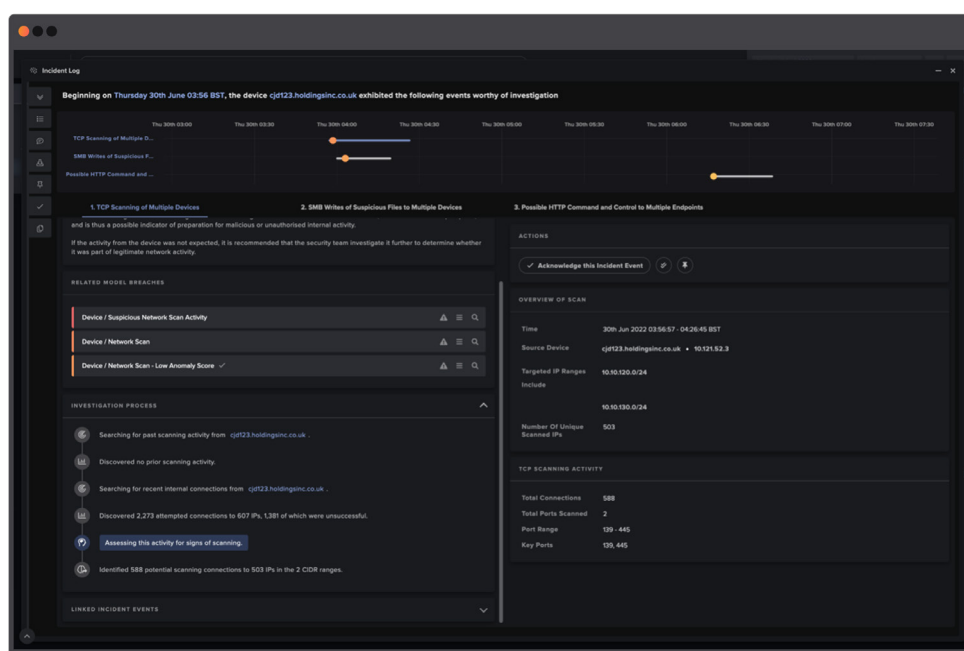 Incident Log
Beginning on Thursday 30th June 03:56 BST, the device cjd123.holdingsinc.co.uk exhibited the following events worthy of investigation
Thu 30th 03:00 Thu 30th 03:30 Thu 30th 04:00 Thu 30th 04:30 Thu 30th 05:00 Thu 30th 05:30 Thu 30th 06:00 Thu 30th 06:30 Thu 30th 07:00 Thu 30th 07:30
TCP Scanning of Multiple D...
SMB Writes of Suspicious F...
Possible HTTP Command and ...
1. TCP Scanning of Multiple Devices 2. SMB Writes of Suspicious Files to Multiple Devices 3. Possible HTTP Command and Control to Multiple Endpoints
and is thus a possible indicator of preparation for malicious or unauthorised internal activity.
If the activity from the device was not expected, it is recommended that the security team investigate it further to determine whether
it was part of legitimate network activity.
RELATED MODEL BREACHES
Device / Suspicious Network Scan Activity
Device / Network Scan
Device / Network Scan - Low Anomaly Score
INVESTIGATION PROCESS
Searching for past scanning activity from cjd123.holdingsinc.co.uk .
Discovered no prior scanning activity.
Searching for recent internal connections from cjd123.holdingsinc.co.uk .
Discovered 2,273 attempted connections to 607 IPs, 1,381 of which were unsuccessful.
Assessing this activity for signs of scanning.
Identified 588 potential scanning connections to 503 IPs in the 2 CIDR ranges.
LINKED INCIDENT EVENTS
ACTIONS
Acknowledge this Incident Event
OVERVIEW OF SCAN
Time 30th Jun 2022 03:56:57 - 04:26:45 BST
Source Device cjd123.holdingsinc.co.uk • 10.121.52.3
Targeted IP Ranges 10.10.120.0/24
Include
10.10.130.0/24
Number Of Unique 503
Scanned IPs
TCP SCANNING ACTIVITY
Total Connections 588
Total Ports Scanned 2
Port Range 139 - 445
Key Ports 139, 445